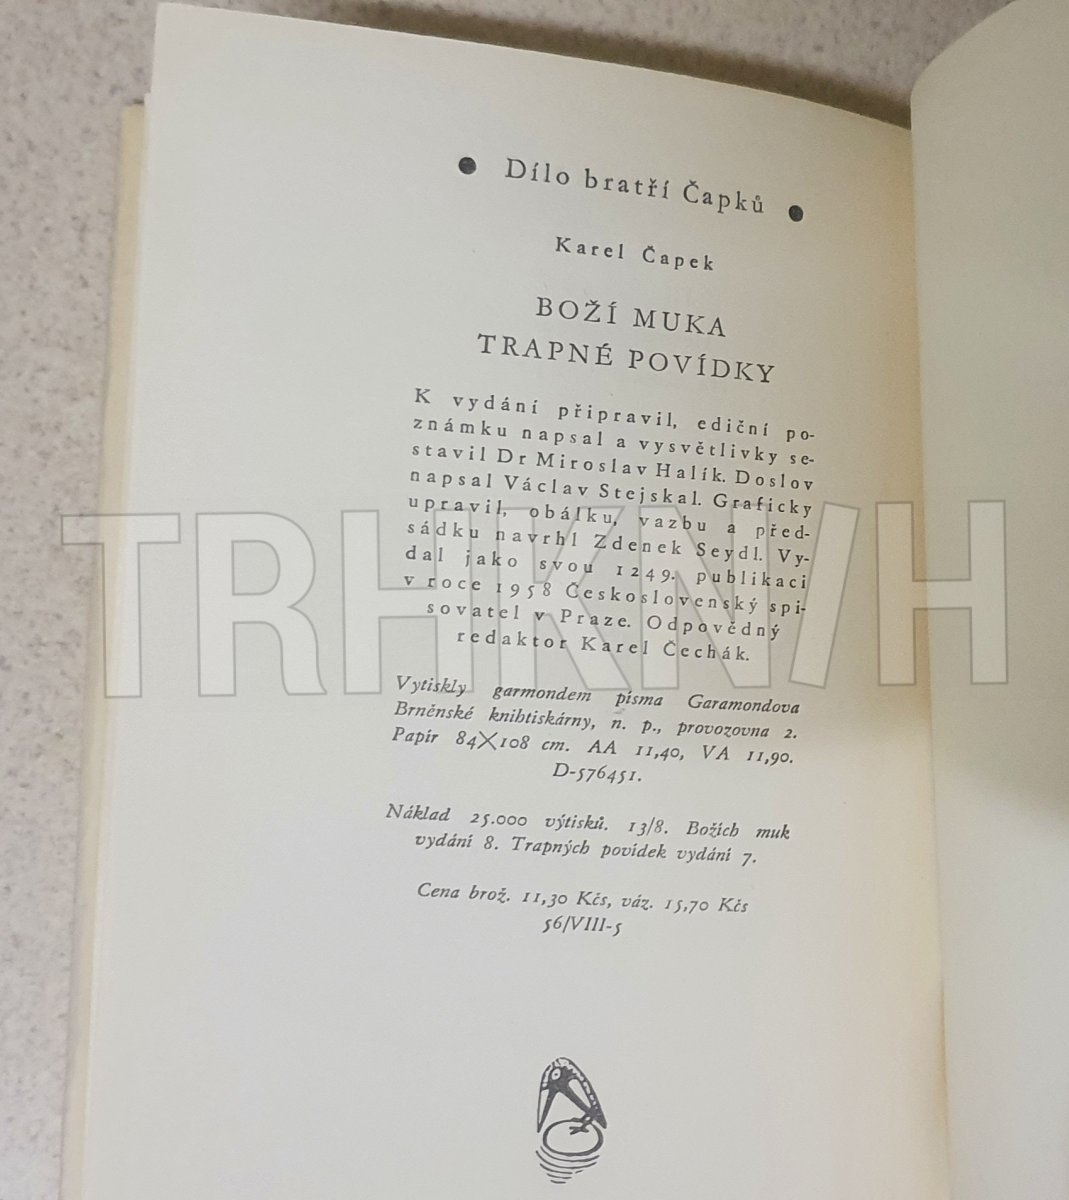 ● Dílo bratří Čapků ●
Karel Čapek
BOŽÍ MUKA
TRAPNÉ POVÍDKY
K vydání připravil, ediční po-
známku napsal a vysvětlivky se-
stavil Dr Miroslav Halík. Doslov
napsal Václav Stejskal. Graficky
upravil, obálku, vazbu a před-
sádku navrhl Zdenek Seydl. Vy-
dal jako svou 1249. publikaci
v roce 1958 Československý spi-
sovatel v Praze. Odpovědný
redaktor Karel Čechák.
Vytiskly garmondem písma Garamondova
Brněnské knihtiskárny, n. p., provozovna 2.
Papír 84×108 cm. AA 11,40, VA 11,90.
D-576451.
Náklad 25.000 výtisků. 13/8. Božích muk
vydání 8. Trapných povídek vydání 7.
Cena brož. 11,30 Kčs, váz. 15,70 Kčs
56/VIII-5
TRHKNIH